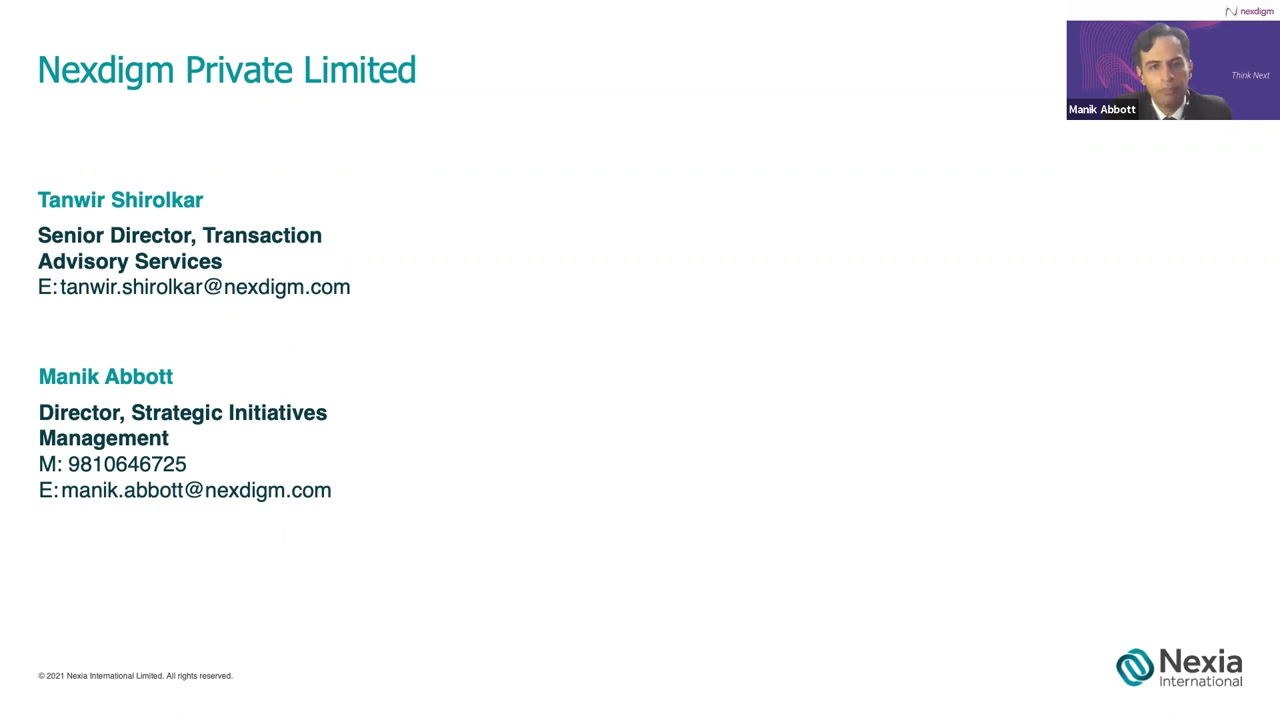 nexdigm
Nexdigm Private Limited
Think Next
Manik Abbott
Tanwir Shirolkar
Senior Director, Transaction
Advisory Services
E: tanwir.shirolkar@nexdigm.com
Manik Abbott
Director, Strategic Initiatives
Management
M: 9810646725
E: manik.abbott@nexdigm.com
© 2021 Nexia International Limited. All rights reserved.
Nexia
International